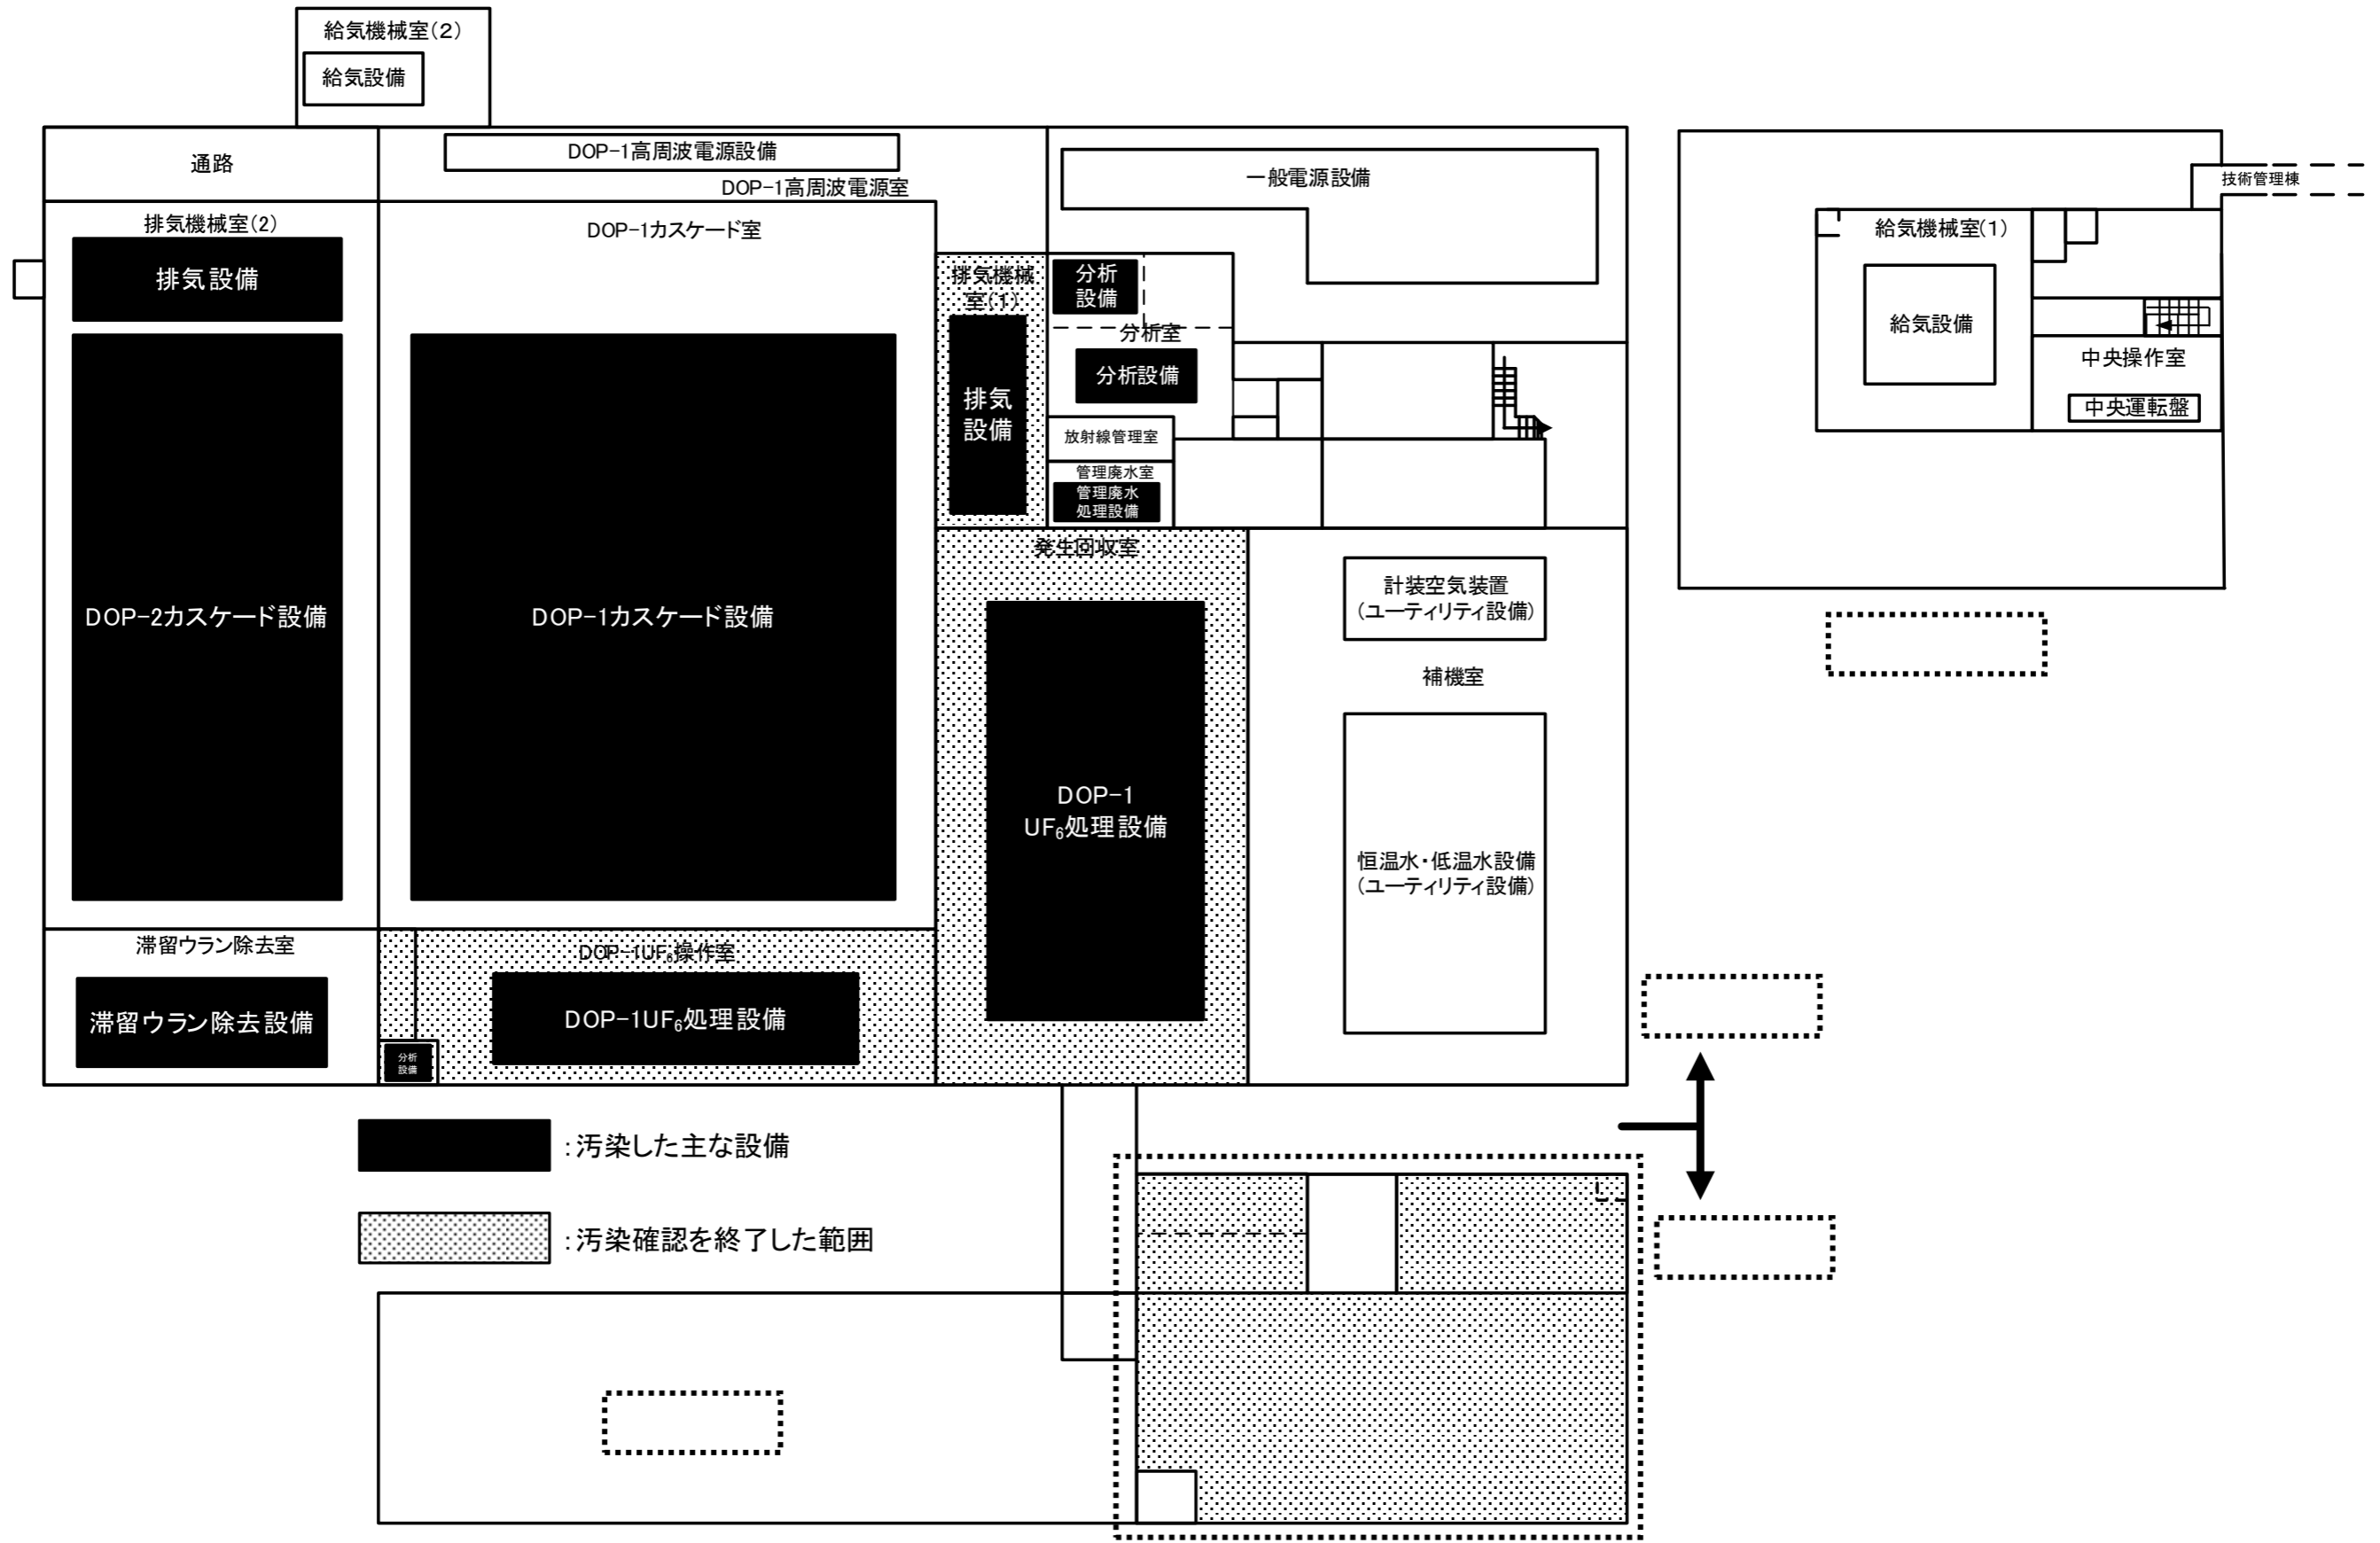 給気機械室(2)
給気設備
通路
DOP-1高周波電源設備
DOP-1高周波電源室
一般電源設備
技術管理棟
排気機械室(2)
排気設備
DOP-2カスケード設備
DOP-1カスケード室
DOP-1カスケード設備
排気機械
室(1)
排気
設備
分析
設備
分析室
分析設備
放射線管理室
管理廃水室
管理廃水
処理設備
給気機械室(1)
給気設備
中央操作室
中央運転盤
発生回収室
DOP-1
UF₆処理設備
計装空気装置
(ユーティリティ設備)
補機室
恒温水・低温水設備
(ユーティリティ設備)
滞留ウラン除去室
滞留ウラン除去設備
DOP-1UF₆操作室
DOP-1UF₆処理設備
分析
設備
:汚染した主な設備
:汚染確認を終了した範囲